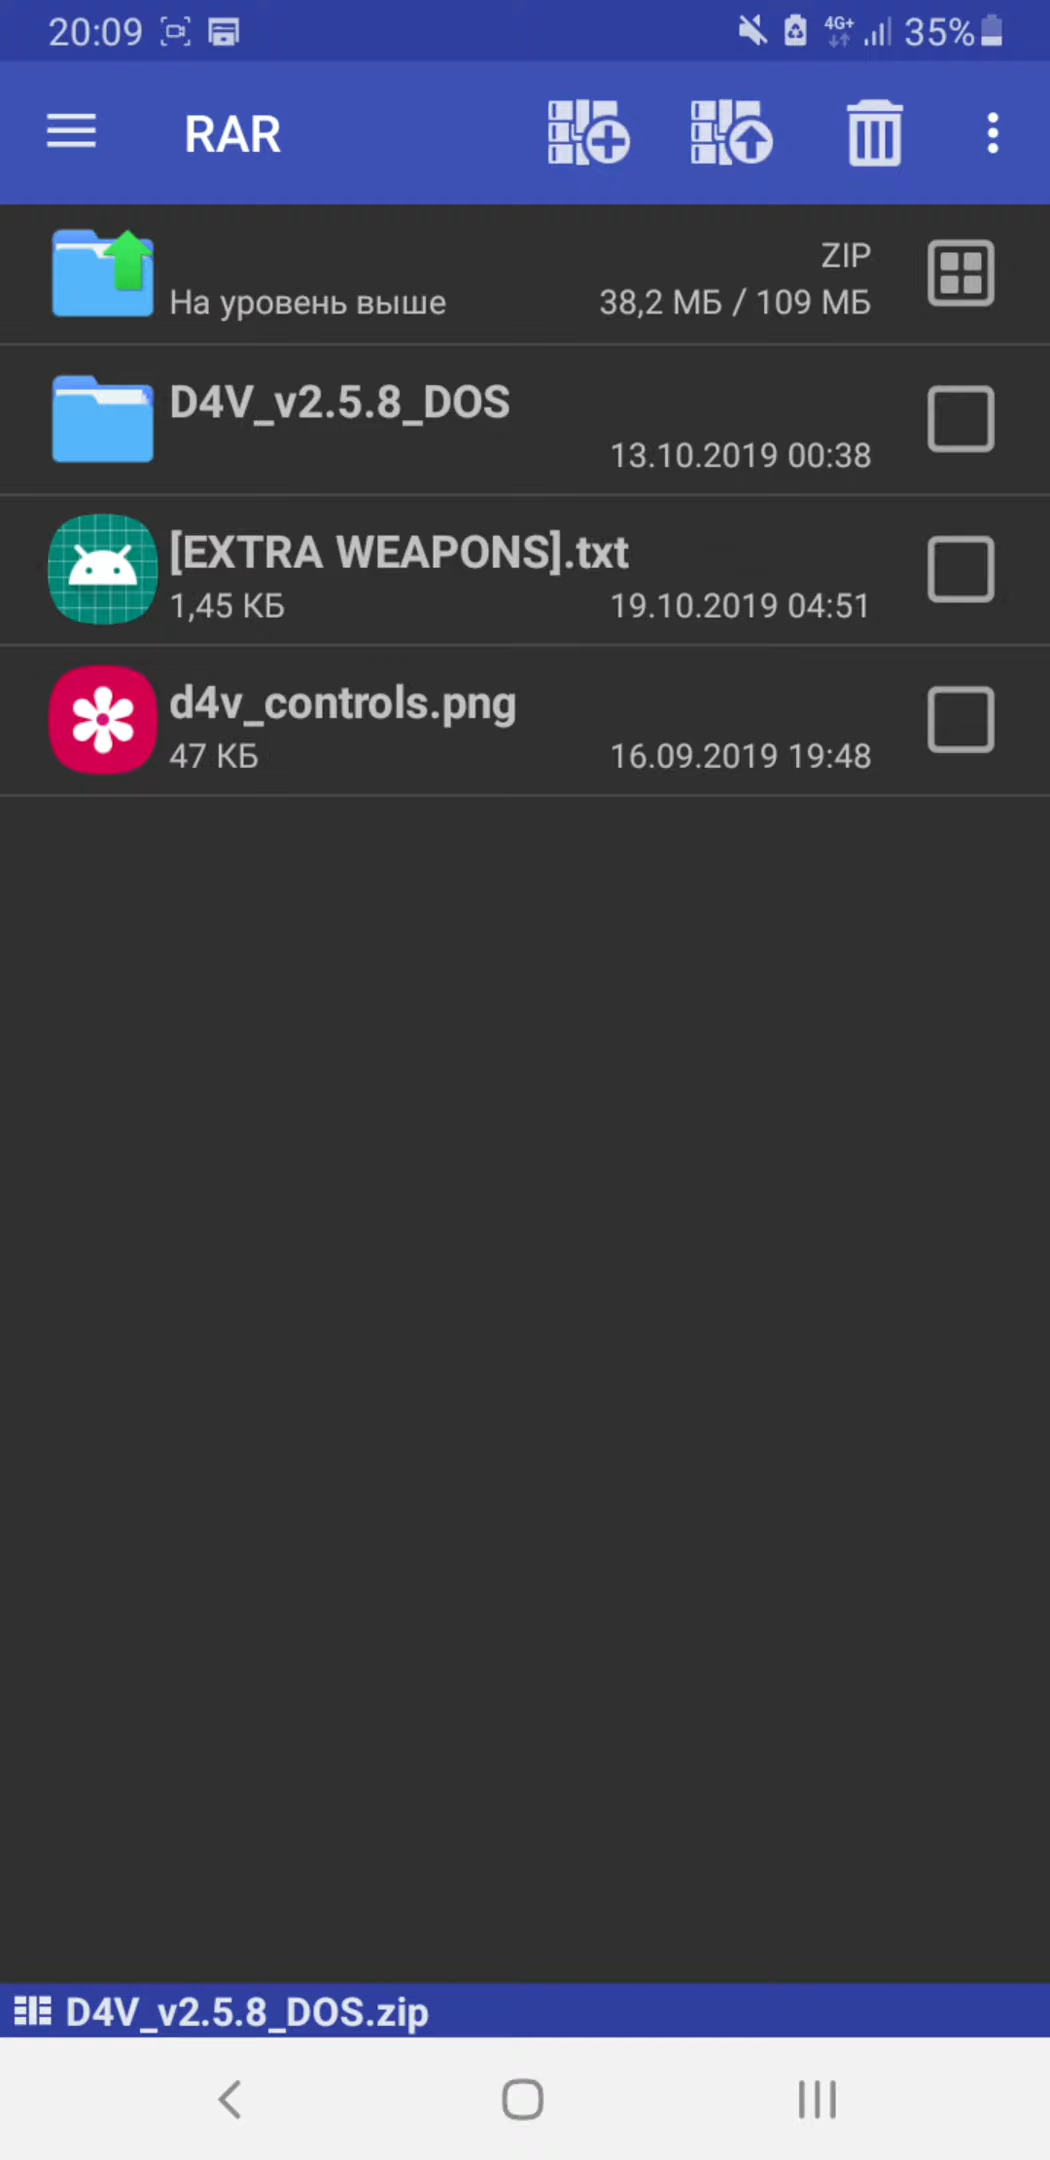 20:09 4G+ 35%
RAR
ZIP
На уровень выше 38,2 МБ / 109 МБ
D4V_v2.5.8_DOS
13.10.2019 00:38
[EXTRA WEAPONS].txt
1,45 КБ 19.10.2019 04:51
d4v_controls.png
47 КБ 16.09.2019 19:48
D4V_v2.5.8_DOS.zip